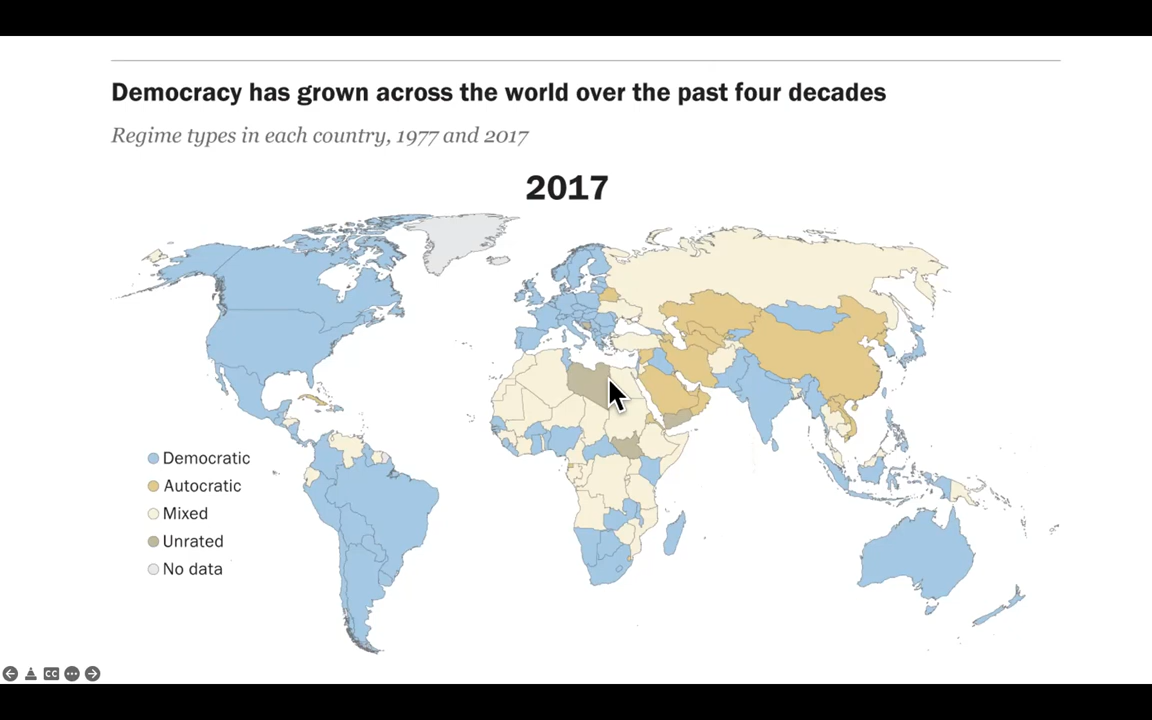 Democracy has grown across the world over the past four decades
Regime types in each country, 1977 and 2017
2017
Democratic
Autocratic
Mixed
Unrated
No data
CC